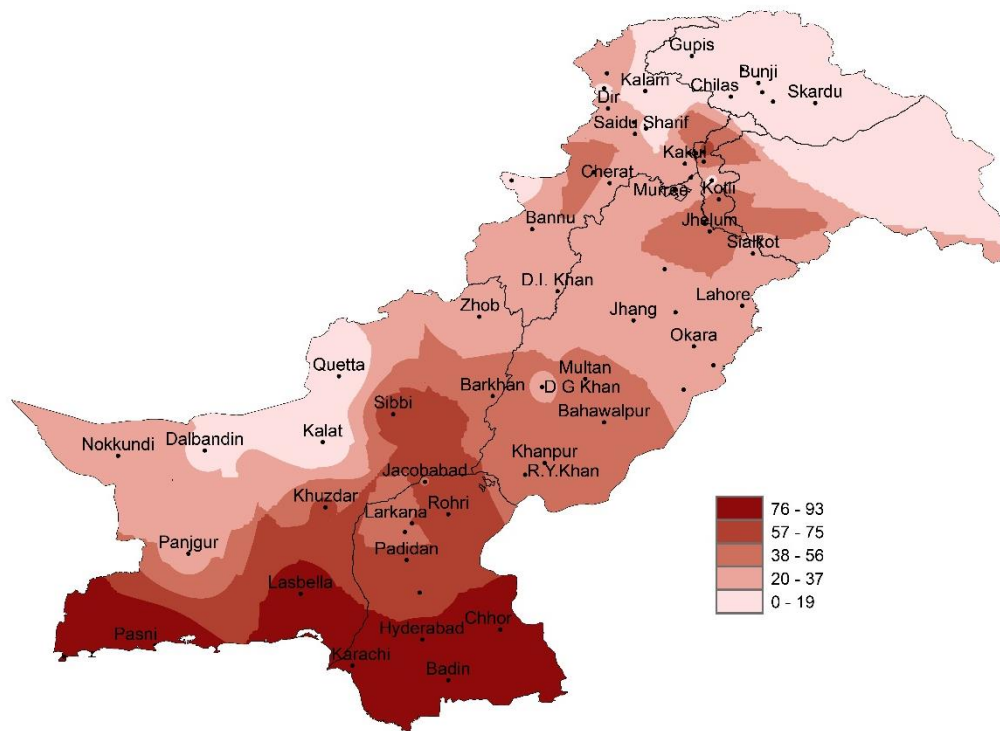 Gupis
Bunji
Kalam
Chilas
Skardu
Dir
Saidu Sharif
Kakul
Cherat
Murree
Kotli
Bannu
Jhelum
Sialkot
D.I. Khan
Zhob
Lahore
Jhang
Okara
Quetta
Multan
Barkhan
D G Khan
Sibbi
Bahawalpur
Kalat
Dalbandin
Nokkundi
Khanpur
Jacobabad
R.Y.Khan
Khuzdar
Rohri
Larkana
Panjgur
Padidan
Lasbella
Chhor
Pasni
Hyderabad
Karachi
Badin
76 - 93
57 - 75
38 - 56
20 - 37
0 - 19